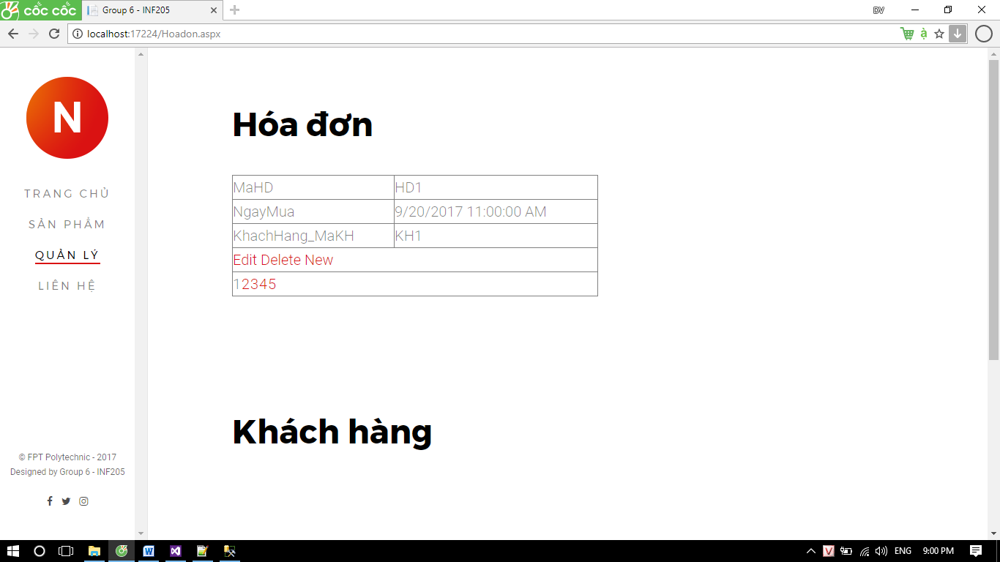 cốc cốc
Group 6 - INF205
DV
localhost:17224/Hoadon.aspx
N
TRANG CHỦ
SẢN PHẨM
QUẢN LÝ
LIÊN HỆ
© FPT Polytechnic - 2017
Designed by Group 6 - INF205
Hóa đơn
MaHD HD1
NgayMua 9/20/2017 11:00:00 AM
KhachHang_MaKH KH1
Edit Delete New
12345
Khách hàng
ENG 9:00 PM